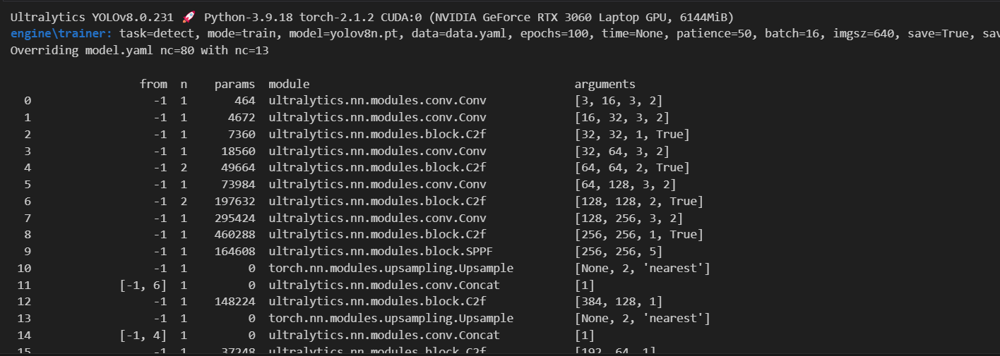 Ultralytics YOLOv8.0.231 🚀 Python-3.9.18 torch-2.1.2 CUDA:0 (NVIDIA GeForce RTX 3060 Laptop GPU, 6144MiB)
engine\trainer: task=detect, mode=train, model=yolov8n.pt, data=data.yaml, epochs=100, time=None, patience=50, batch=16, imgsz=640, save=True, sav
Overriding model.yaml nc=80 with nc=13
from n params module arguments
0 -1 1 464 ultralytics.nn.modules.conv.Conv [3, 16, 3, 2]
1 -1 1 4672 ultralytics.nn.modules.conv.Conv [16, 32, 3, 2]
2 -1 1 7360 ultralytics.nn.modules.block.C2f [32, 32, 1, True]
3 -1 1 18560 ultralytics.nn.modules.conv.Conv [32, 64, 3, 2]
4 -1 2 49664 ultralytics.nn.modules.block.C2f [64, 64, 2, True]
5 -1 1 73984 ultralytics.nn.modules.conv.Conv [64, 128, 3, 2]
6 -1 2 197632 ultralytics.nn.modules.block.C2f [128, 128, 2, True]
7 -1 1 295424 ultralytics.nn.modules.conv.Conv [128, 256, 3, 2]
8 -1 1 460288 ultralytics.nn.modules.block.C2f [256, 256, 1, True]
9 -1 1 164608 ultralytics.nn.modules.block.SPPF [256, 256, 5]
10 -1 1 0 torch.nn.modules.upsampling.Upsample [None, 2, 'nearest']
11 [-1, 6] 1 0 ultralytics.nn.modules.conv.Concat [1]
12 -1 1 148224 ultralytics.nn.modules.block.C2f [384, 128, 1]
13 -1 1 0 torch.nn.modules.upsampling.Upsample [None, 2, 'nearest']
14 [-1, 4] 1 0 ultralytics.nn.modules.conv.Concat [1]
15 -1 1 37248 ultralytics.nn.modules.block.C2f [192, 64, 1]